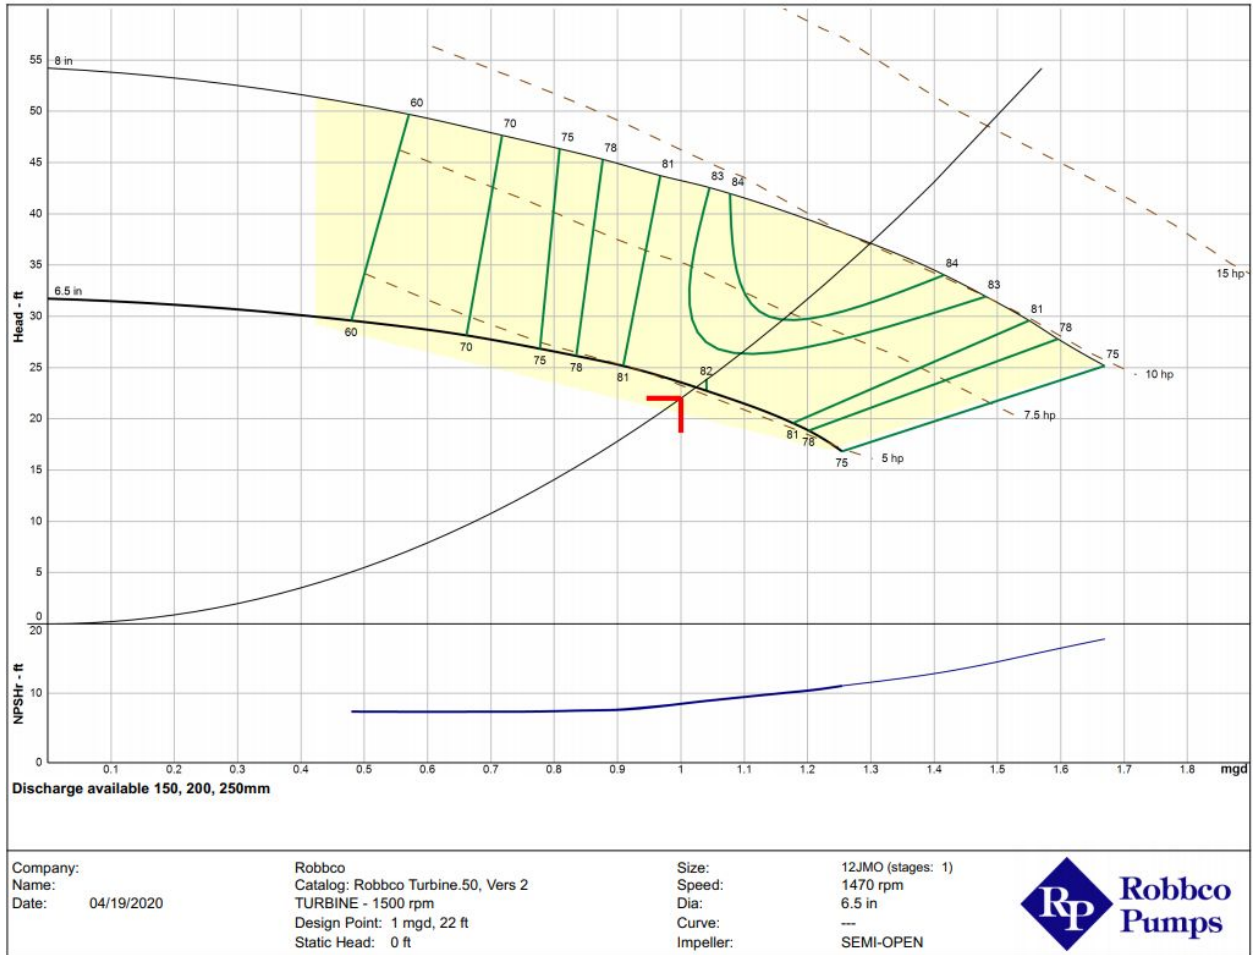 55
8 in
60
50
70
75
78
45
81
83
84
40
35
84
15 hp
83
6.5 in
30
81
78
60
70
75
25
75
78
81
82
10 hp
20
7.5 hp
81
78
75
5 hp
15
10
5
0
Head - ft
20
10
0
NPSHr - ft
0.1 0.2 0.3 0.4 0.5 0.6 0.7 0.8 0.9 1 1.1 1.2 1.3 1.4 1.5 1.6 1.7 1.8 mgd
Discharge available 150, 200, 250mm
Company:
Name:
Date: 04/19/2020
Robbco
Catalog: Robbco Turbine.50, Vers 2
TURBINE - 1500 rpm
Design Point: 1 mgd, 22 ft
Static Head: 0 ft
Size: 12JMO (stages: 1)
Speed: 1470 rpm
Dia: 6.5 in
Curve: ---
Impeller: SEMI-OPEN
RP
Robbco
Pumps